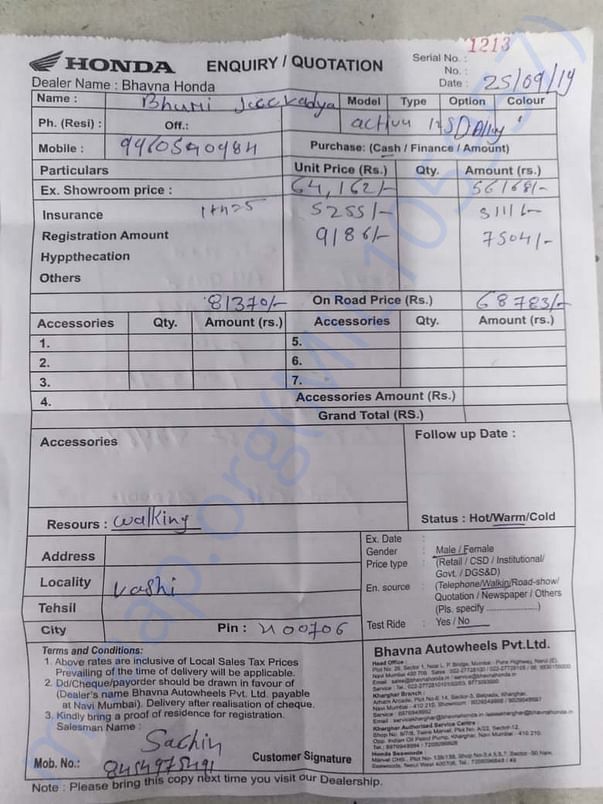 HONDA
ENQUIRY / QUOTATION
1213
Serial No. :
No. :
Dealer Name : Bhavna Honda
Date : 25/09/19
Name : Bhumi
Model Type Option Colour
Ph. (Resi) : Off.:
activa
Mobile :
Purchase: (Cash / Finance / Amount)
Particulars Unit Price (Rs.) Qty. Amount (rs.)
Ex. Showroom price : 64,162/-
Insurance 5255/-
Registration Amount 9186/- 7504/-
Hyppthecation
Others
81370/- On Road Price (Rs.) 68783/-
Accessories Qty. Amount (rs.) Accessories Qty. Amount (rs.)
1. 5.
2. 6.
3. 7.
4. Accessories Amount (Rs.)
Grand Total (RS.)
Accessories
Follow up Date :
Resours : walking
Status : Hot/Warm/Cold
Address
Locality vashi
Tehsil
City Pin : 400706
Ex. Date :
Gender : Male / Female
Price type : (Retail / CSD / Institutional/
Govt. / DGS&D)
En. source : (Telephone/Walkin/Road-show/
Quotation / Newspaper / Others
(Pls. specify ..................)
Test Ride : Yes / No
Terms and Conditions:
1. Above rates are inclusive of Local Sales Tax Prices
Prevailing of the time of delivery will be applicable.
2. Dd/Cheque/payorder should be drawn in favour of
(Dealer's name Bhavna Autowheels Pvt. Ltd. payable
at Navi Mumbai). Delivery after realisation of cheque.
3. Kindly bring a proof of residence for registration.
Salesman Name :
Sachin
Mob. No.: Customer Signature
Bhavna Autowheels Pvt.Ltd.
Head Office :
Kharghar Branch :
Kharghar Authorised Service Centre
Honda Seawoods :
Note : Please bring this copy next time you visit our Dealership.